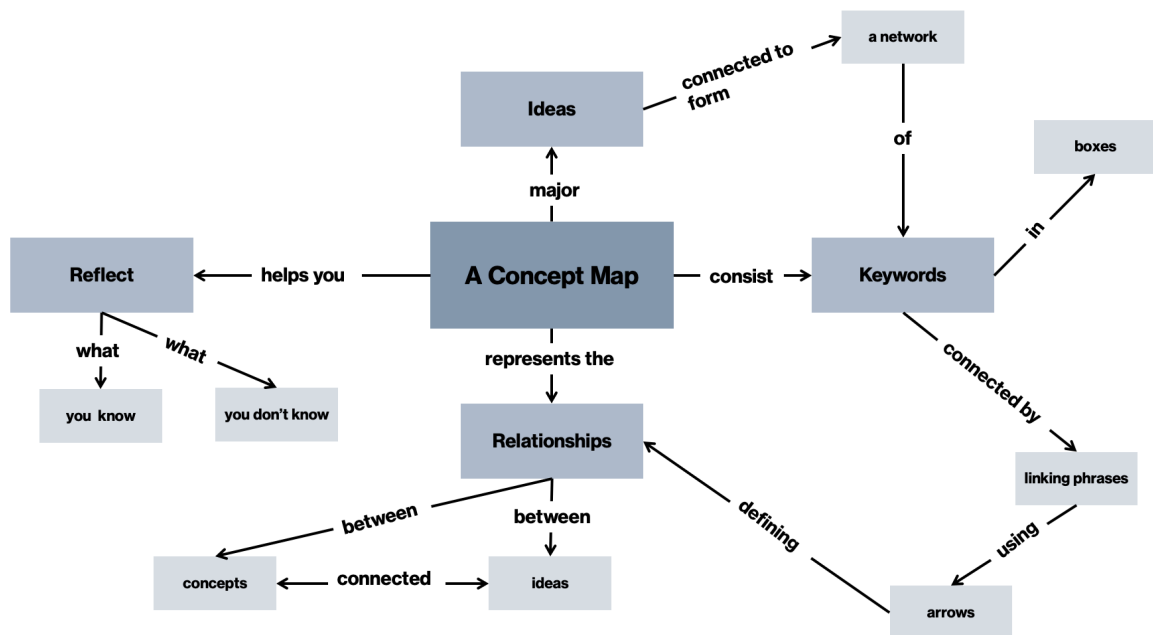 a network
connected to
form
Ideas
of
boxes
major
in
Reflect
helps you
A Concept Map
consist
Keywords
what
what
represents the
connected by
you know
you don't know
Relationships
linking phrases
between
between
defining
using
concepts
connected
ideas
arrows